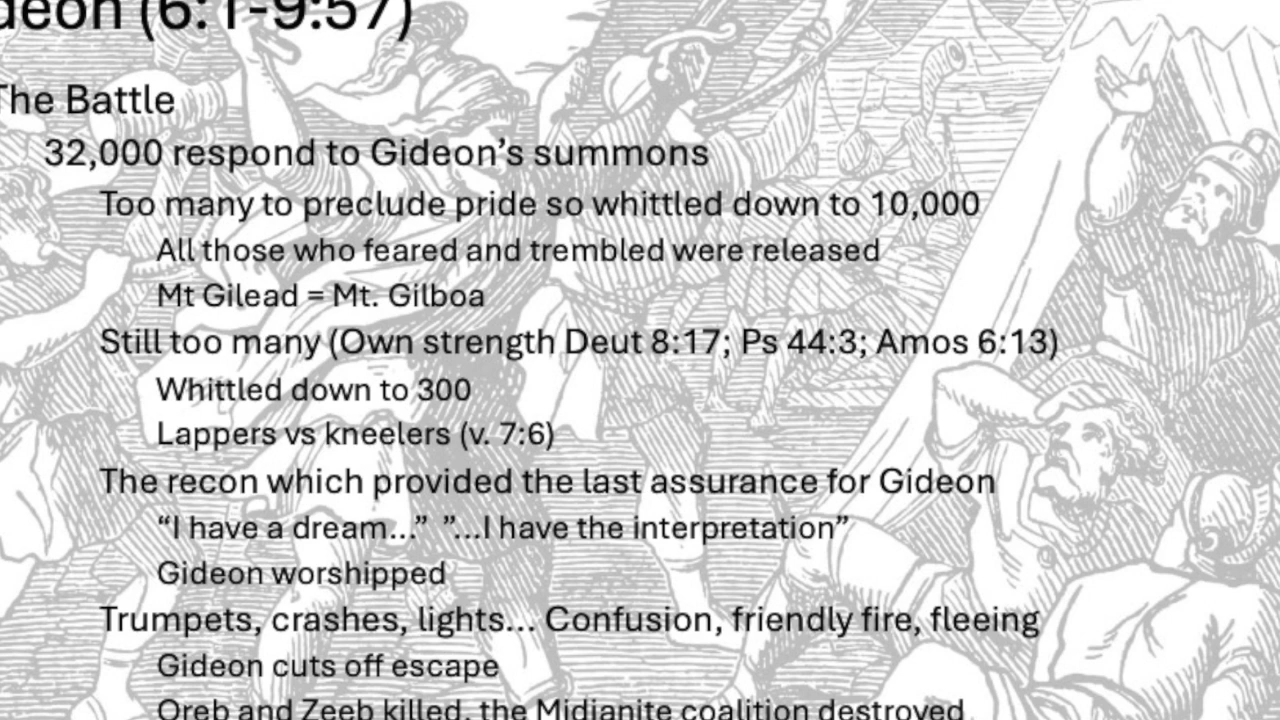 deon (6:1-9:57)
The Battle
32,000 respond to Gideon’s summons
Too many to preclude pride so whittled down to 10,000
All those who feared and trembled were released
Mt Gilead = Mt. Gilboa
Still too many (Own strength Deut 8:17; Ps 44:3; Amos 6:13)
Whittled down to 300
Lappers vs kneelers (v. 7:6)
The recon which provided the last assurance for Gideon
“I have a dream…” ”…I have the interpretation”
Gideon worshipped
Trumpets, crashes, lights… Confusion, friendly fire, fleeing
Gideon cuts off escape
Oreb and Zeeb killed, the Midianite coalition destroyed